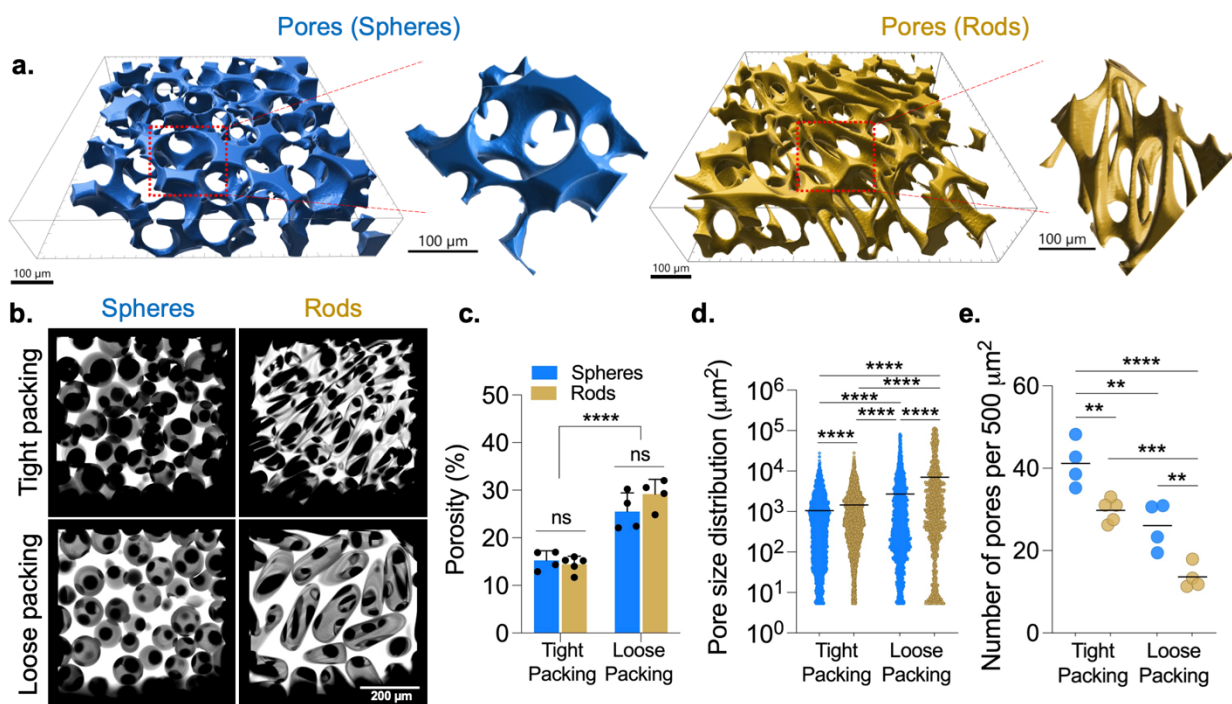 Pores (Spheres)
Pores (Rods)
a.
100 µm
100 µm
100 µm
100 µm
b.
Spheres
Rods
Tight packing
Loose packing
200 µm
c.
Porosity (%)
50
40
30
20
10
0
Spheres
Rods
****
ns
ns
Tight
Packing
Loose
Packing
d.
Pore size distribution (µm²)
10⁶
10⁵
10⁴
10³
10²
10¹
10⁰
****
****
****
**** ****
****
Tight
Packing
Loose
Packing
e.
Number of pores per 500 µm²
60
40
20
0
****
**
**
***
**
Tight
Packing
Loose
Packing